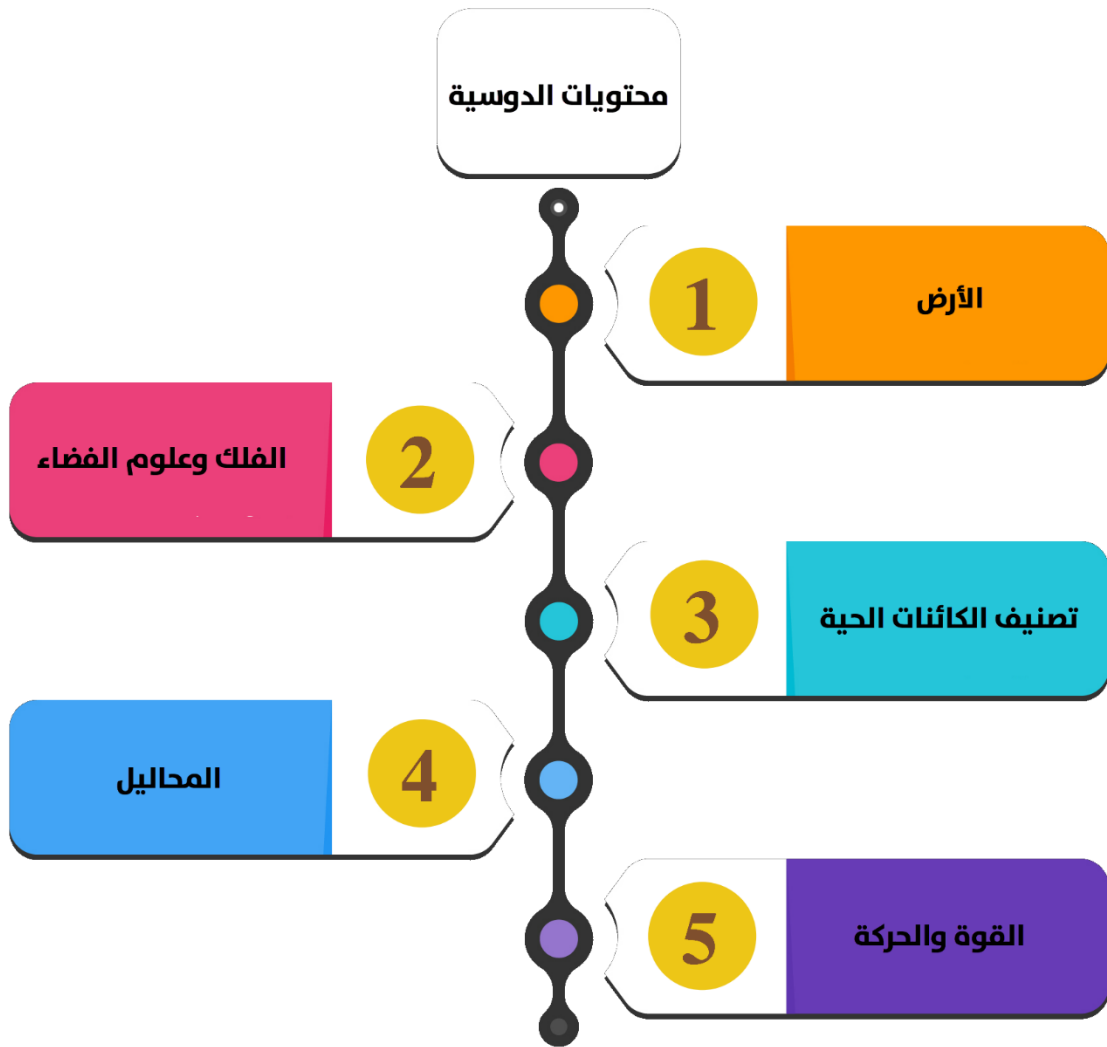 محتويات الدوسية
1
الأرض
2
الفلك وعلوم الفضاء
3
تصنيف الكائنات الحية
4
المحاليل
5
القوة والحركة